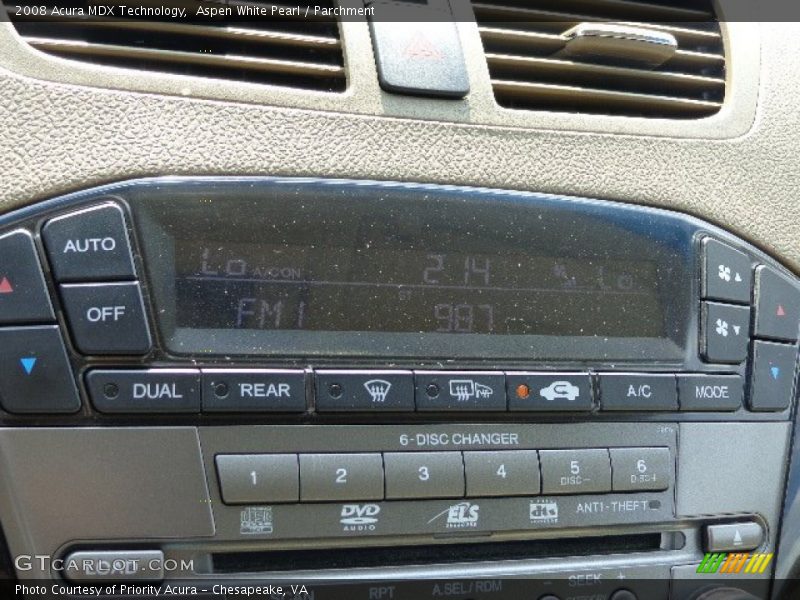 2008 Acura MDX Technology, Aspen White Pearl / Parchment
AUTO
OFF
Lo A/CON 2:14 Lo
FM1 98.7
DUAL REAR A/C MODE
6-DISC CHANGER
1 2 3 4 5 6
DISC - DISC +
DVD AUDIO ELS SURROUND dts ANTI-THEFT
LOAD
SEEK +
RPT A.SEL/RDM
GTCARLOT.COM
Photo Courtesy of Priority Acura - Chesapeake, VA